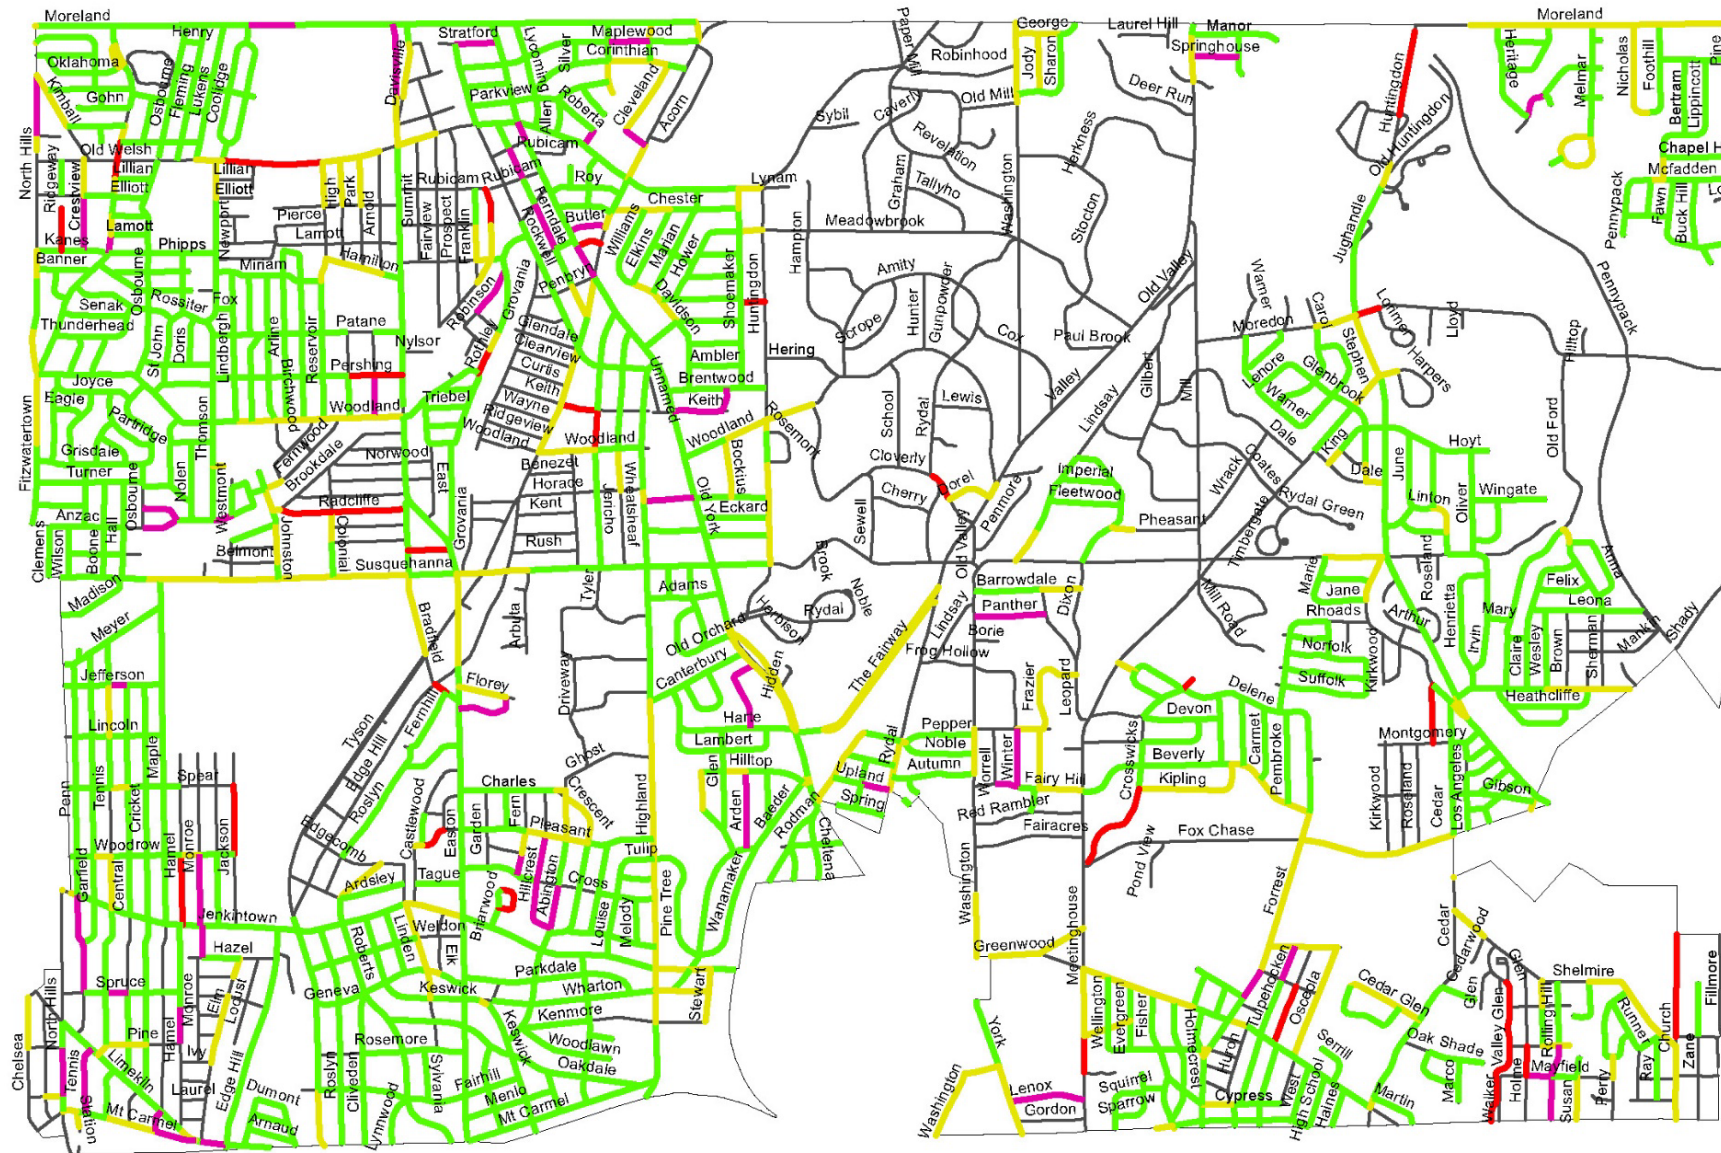 Moreland
Henry
Stratford
Lycoming
Silver
Maplewood
Corinthian
Paper Mill
Robinhood
George
Jody
Sharon
Laurel Hill
Manor
Springhouse
Moreland
Heritage
Melmar
Nicholas
Foothill
Pine
Oklahoma
Kimball
Gohn
Osbourne
Fleming
Lukens
Coolidge
Davisville
Parkview
Allen
Roberta
Cleveland
Acorn
Sybil
Caverly
Old Mill
Deer Run
Huntingdon
Old Huntingdon
Bertram
Lippincott
North Hills
Old Welsh
Rubicam
Revelation
Herkness
Chapel H
Mcfadden
Ridgeway
Crestview
Lillian
Elliott
Lillian
Elliott
High
Park
Arnold
Summit
Rubicam
Rubicam
Roy
Chester
Lynam
Graham
Tallyho
Washington
Stocton
Pennypack
Fawn
Buck Hill
Lamott
Newport
Pierce
Lamott
Fairview
Prospect
Franklin
Ferndale
Rockwell
Butler
Williams
Meadowbrook
Jughandle
Kanes
Banner
Phipps
Miriam
Hamilton
Elkins
Marian
Hower
Hampton
Amity
Old Valley
Warner
Pennypack
Senak
Osbourne
Rossiter
Fox
Robinson
Grovania
Penbryn
Davidson
Shoemaker
Huntingdon
Hunter
Gunpowder
Carol
Lorimer
Lloyd
Thunderhead
St John
Doris
Lindbergh
Arline
Patane
Reservoir
Nylsor
Rothley
Glendale
Clearview
Scrope
Cox
Paul Brook
Moredon
Stephen
Hilltop
Joyce
Birchwood
Pershing
Curtis
Unnamed
Ambler
Hering
Gilbert
Mill
Lenore
Glenbrook
Harpers
Eagle
Triebel
Keith
Brentwood
Keith
School
Rydal
Lewis
Valley
Lindsay
Warner
Partridge
Thomson
Woodland
Wayne
Ridgeview
Woodland
Woodland
Woodland
Rosemont
Dale
King
Old Ford
Grisdale
Fernwood
Brookdale
Norwood
Benezet
Bockius
Cloverly
Imperial
Coates
Wrack
Dale
June
Hoyt
Fitzwatertown
Turner
Nolen
Westmont
East
Horace
Kent
Jericho
Wheatsheaf
Old York
Cherry
Dorel
Fleetwood
Rydal Green
Linton
Oliver
Wingate
Anzac
Osbourne
Hall
Radcliffe
Grovania
Eckard
Sewell
Penmore
Pheasant
Timbergate
Clemens
Wilson
Boone
Belmont
Johnston
Colonial
Rush
Brook
Old Valley
Roseland
Anna
Madison
Susquehanna
Tyler
Adams
Noble
Barrowdale
Dixon
Marie
Jane
Felix
Meyer
Bradfield
Arbuta
Old Orchard
Herbison
Rydal
Panther
Mill Road
Rhoads
Arthur
Henrietta
Mary
Leona
Borie
Lindsay
Frog Hollow
Norfolk
Kirkwood
Irvin
Claire
Wesley
Brown
Sherman
Mankin
Shady
Jefferson
Florey
Driveway
Canterbury
Hidden
The Fairway
Frazier
Leopard
Delene
Suffolk
Heathcliffe
Lincoln
Fernhill
Harte
Lambert
Pepper
Noble
Devon
Tyson
Edge Hill
Ghost
Hilltop
Rydal
Autumn
Worrell
Winter
Crosswicks
Beverly
Carmet
Pembroke
Montgomery
Maple
Penn
Tennis
Cricket
Spear
Charles
Crescent
Glen
Upland
Spring
Fairy Hill
Kipling
Los Angeles
Gibson
Roslyn
Castlewood
Fern
Highland
Arden
Baeder
Rodman
Red Rambler
Kirkwood
Roseland
Cedar
Woodrow
Hamel
Monroe
Jackson
Edgecomb
Easton
Garden
Pleasant
Tulip
Fairacres
Fox Chase
Garfield
Central
Ardsley
Tague
Hillcrest
Abington
Cross
Wanamaker
Pond View
Jenkintown
Linden
Briarwood
Louise
Melody
Pine Tree
Washington
Meetinghouse
Forrest
Cedar
Hazel
Roberts
Weldon
Elk
Greenwood
Cedarwood
Glen
North Hills
Spruce
Monroe
Elm
Locust
Geneva
Keswick
Parkdale
Wharton
Stewart
Wellington
Evergreen
Fisher
Tulpehocken
Osceola
Cedar Glen
Glen
Shelmire
Fillmore
Chelsea
Pine
Hamel
Ivy
Kenmore
Keswick
Woodlawn
Oakdale
York
Homecrest
Huron
Serrill
Oak Shade
Valley Glen
Rolling Hill
Runner
Church
Zane
Tennis
Limekiln
Laurel
Edge Hill
Rosemore
Roslyn
Cliveden
Sylvania
Fairhill
Menlo
Lenox
Gordon
Squirrel
Sparrow
Cypress
West
High School
Haines
Martin
Marco
Walker
Holme
Mayfield
Susan
Perry
Ray
Station
Mt Carmel
Dumont
Arnaud
Lynnwood
Mt Carmel
Washington